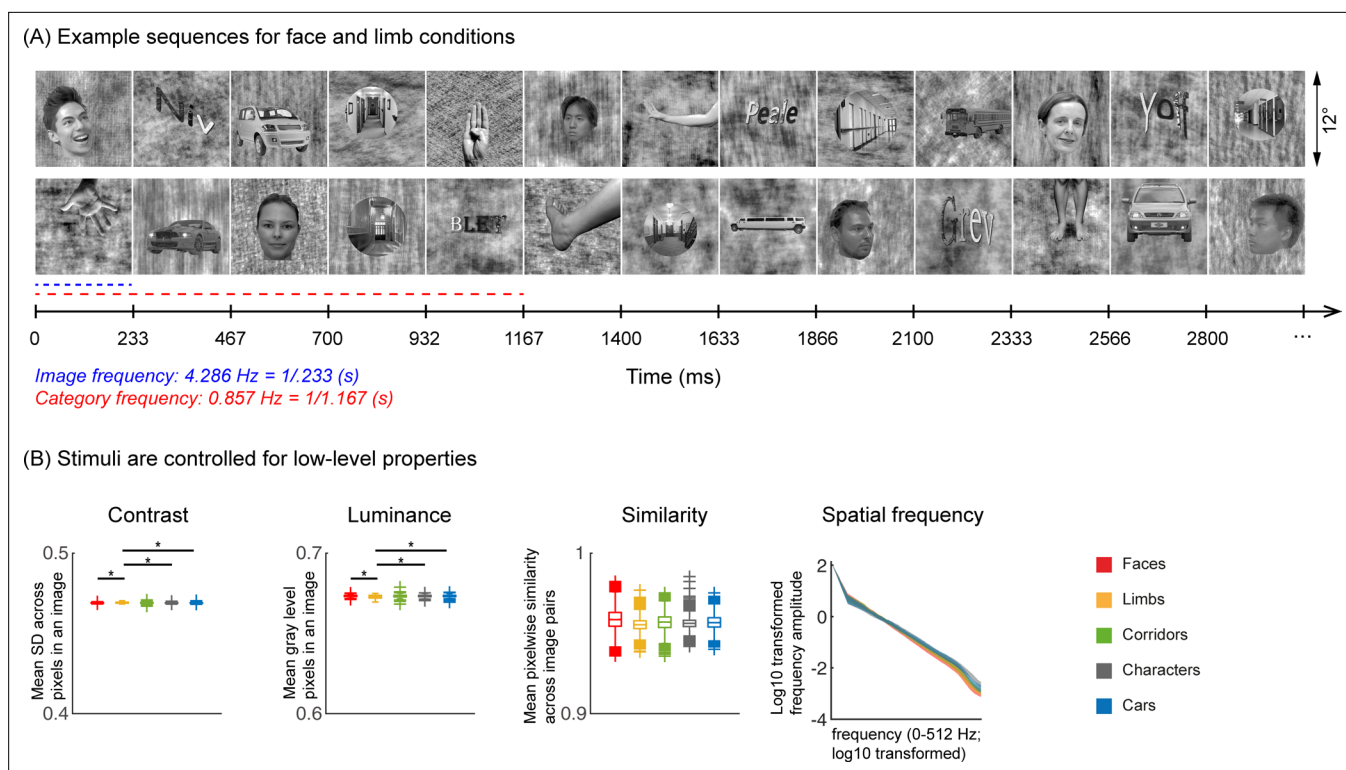 (A) Example sequences for face and limb conditions
Niv
Peale
yot
12°
BLEY
Grev
0 233 467 700 932 1167 1400 1633 1866 2100 2333 2566 2800 ...
Image frequency: 4.286 Hz = 1/.233 (s)
Time (ms)
Category frequency: 0.857 Hz = 1/1.167 (s)
(B) Stimuli are controlled for low-level properties
Contrast
Mean SD across
pixels in an image
0.5
0.4
* * *
Luminance
Mean gray level
pixels in an image
0.7
0.6
* * *
Similarity
Mean pixelwise similarity
across image pairs
1
0.9
Spatial frequency
Log10 transformed
frequency amplitude
2
0
-2
-4
frequency (0-512 Hz;
log10 transformed)
Faces
Limbs
Corridors
Characters
Cars